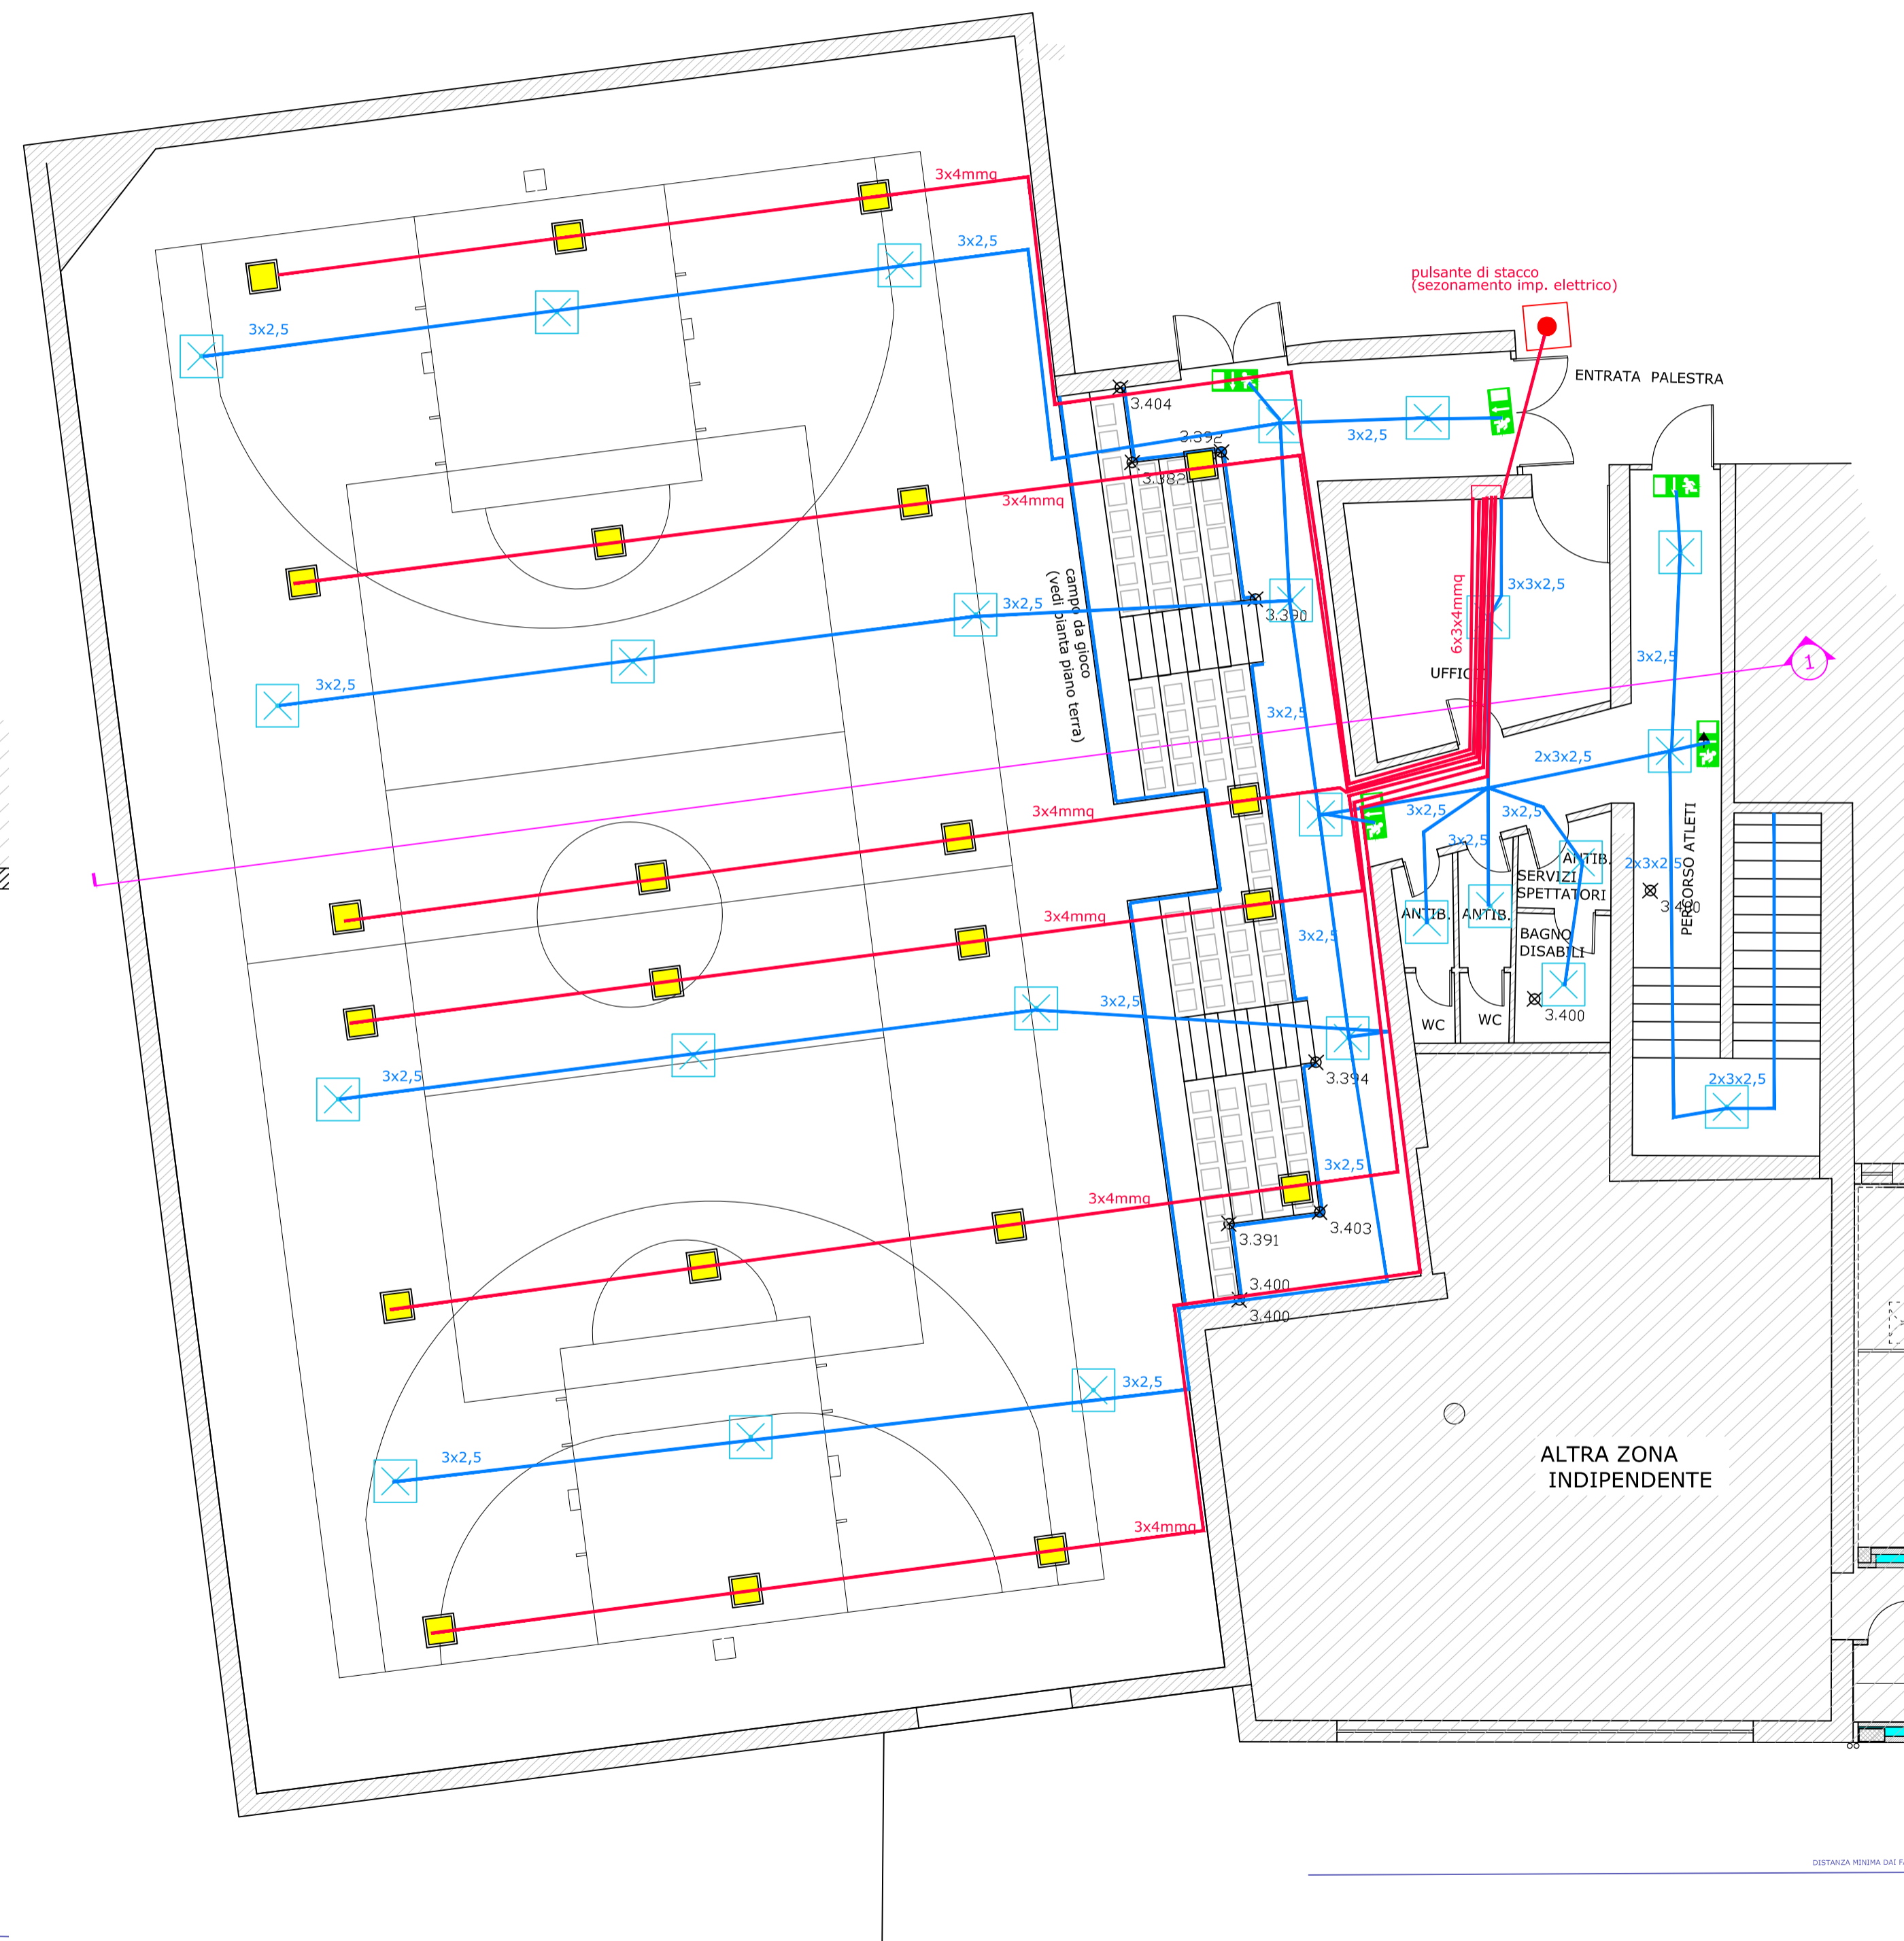 3x4mmq
3x2,5
3x2,5
pulsante di stacco
(sezonamento imp. elettrico)
ENTRATA PALESTRA
3.404
3x2,5
3.392
3.382
3x4mmq
campo da gioco
(vedi pianta piano terra)
3x2,5
3.390
3x3x2,5
6x3x4mmq
UFFICIO
3x2,5
1
3x2,5
3x2,5
2x3x2,5
3x4mmq
3x2,5
3x2,5
3x2,5
ANTIB.
2x3x2,5
SERVIZI
SPETTATORI
PERCORSO ATLETI
3.400
ANTIB.
ANTIB.
3x4mmq
3x2,5
BAGNO
DISABILI
3x2,5
3.400
WC
WC
3x2,5
3.394
2x3x2,5
3x2,5
3x4mmq
3.403
3.391
3.400
3.400
3x2,5
3x2,5
ALTRA ZONA
INDIPENDENTE
3x4mmq
DISTANZA MINIMA DAI